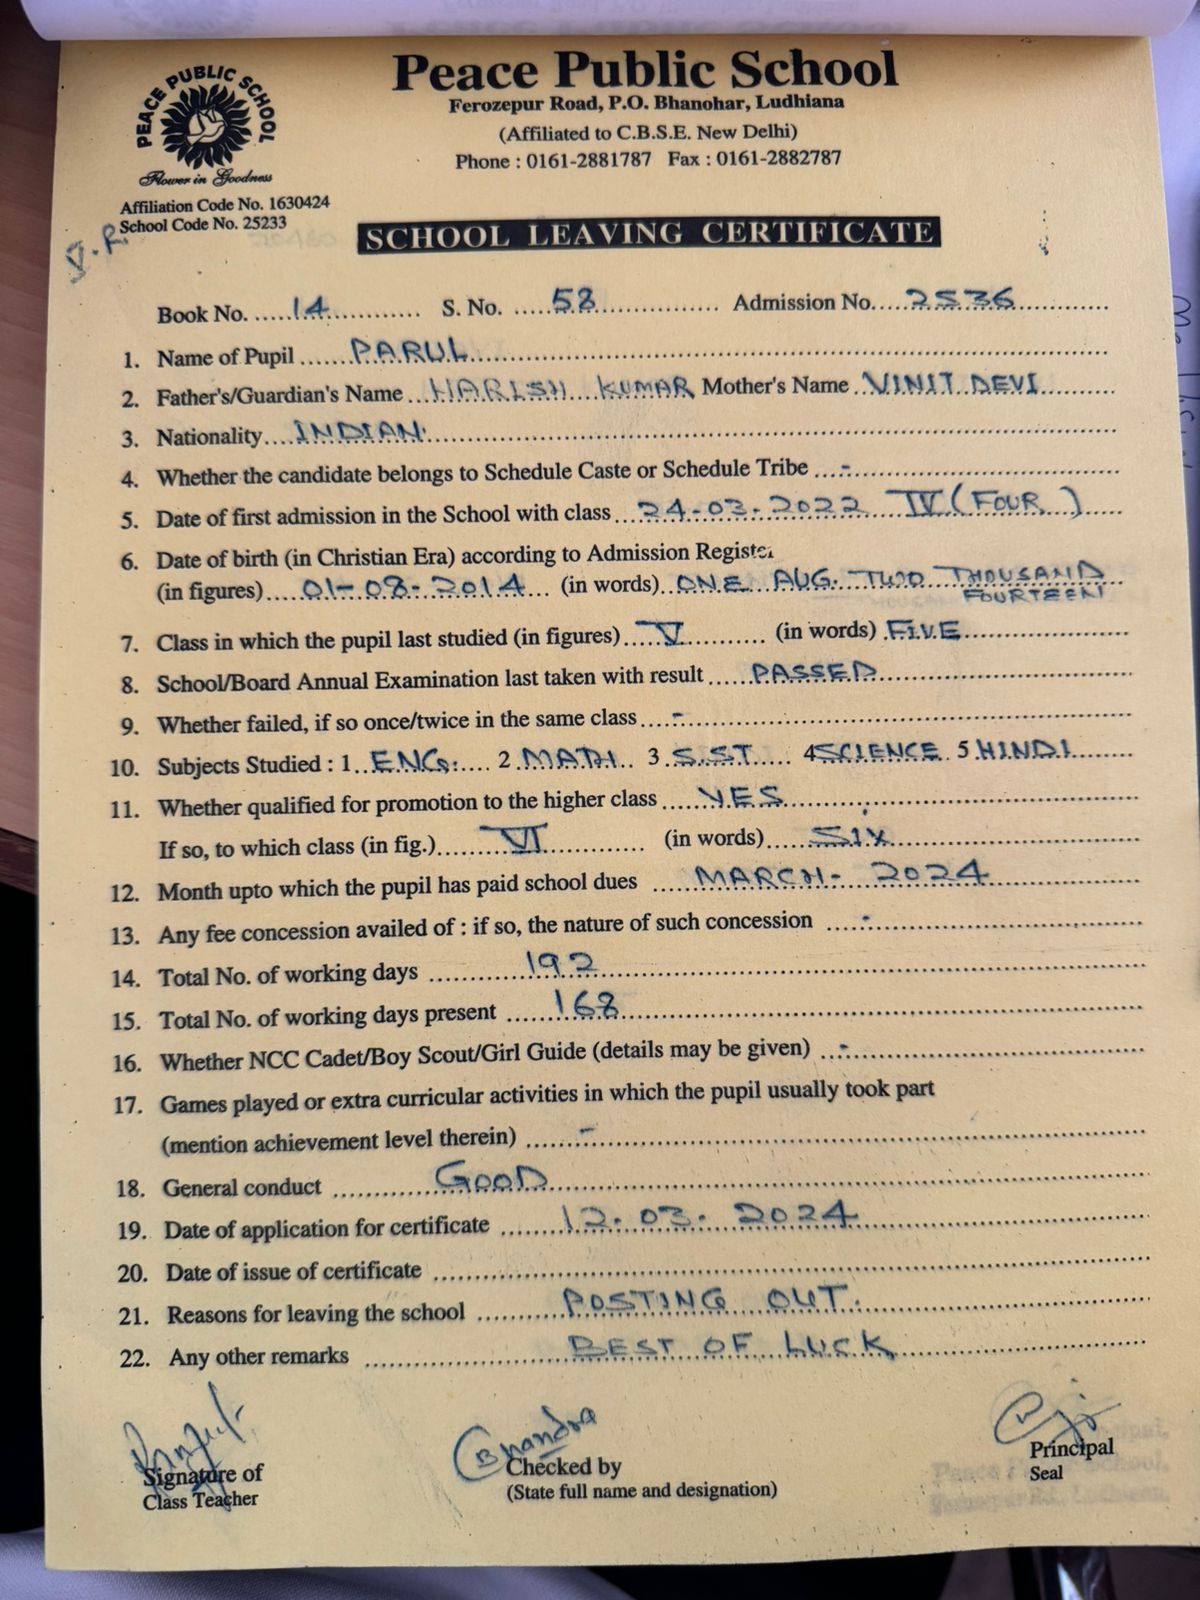 Peace Public School
Ferozepur Road, P.O. Bhanohar, Ludhiana
(Affiliated to C.B.S.E. New Delhi)
Phone : 0161-2881787 Fax : 0161-2882787
PEACE PUBLIC SCHOOL
Flower in Goodness
Affiliation Code No. 1630424
School Code No. 25233
SCHOOL LEAVING CERTIFICATE
Book No. 14 S. No. 58 Admission No. 2536
1. Name of Pupil PARUL
2. Father's/Guardian's Name HARISH KUMAR Mother's Name VINIT DEVI
3. Nationality INDIAN
4. Whether the candidate belongs to Schedule Caste or Schedule Tribe -
5. Date of first admission in the School with class 24-03-2022 IV (FOUR)
6. Date of birth (in Christian Era) according to Admission Register
(in figures) 01-08-2014 (in words) ONE AUG. TWO THOUSAND
FOURTEEN
7. Class in which the pupil last studied (in figures) V (in words) FIVE
8. School/Board Annual Examination last taken with result PASSED
9. Whether failed, if so once/twice in the same class -
10. Subjects Studied : 1 ENG. 2 MATH 3 S.ST 4 SCIENCE 5 HINDI
11. Whether qualified for promotion to the higher class YES
If so, to which class (in fig.) VI (in words) SIX
12. Month upto which the pupil has paid school dues MARCH - 2024
13. Any fee concession availed of : if so, the nature of such concession -
14. Total No. of working days 192
15. Total No. of working days present 168
16. Whether NCC Cadet/Boy Scout/Girl Guide (details may be given) -
17. Games played or extra curricular activities in which the pupil usually took part
(mention achievement level therein) -
18. General conduct GOOD
19. Date of application for certificate 12.03.2024
20. Date of issue of certificate
21. Reasons for leaving the school POSTING OUT.
22. Any other remarks BEST OF LUCK
Bhandra
Signature of
Class Teacher
Checked by
(State full name and designation)
Principal
Seal